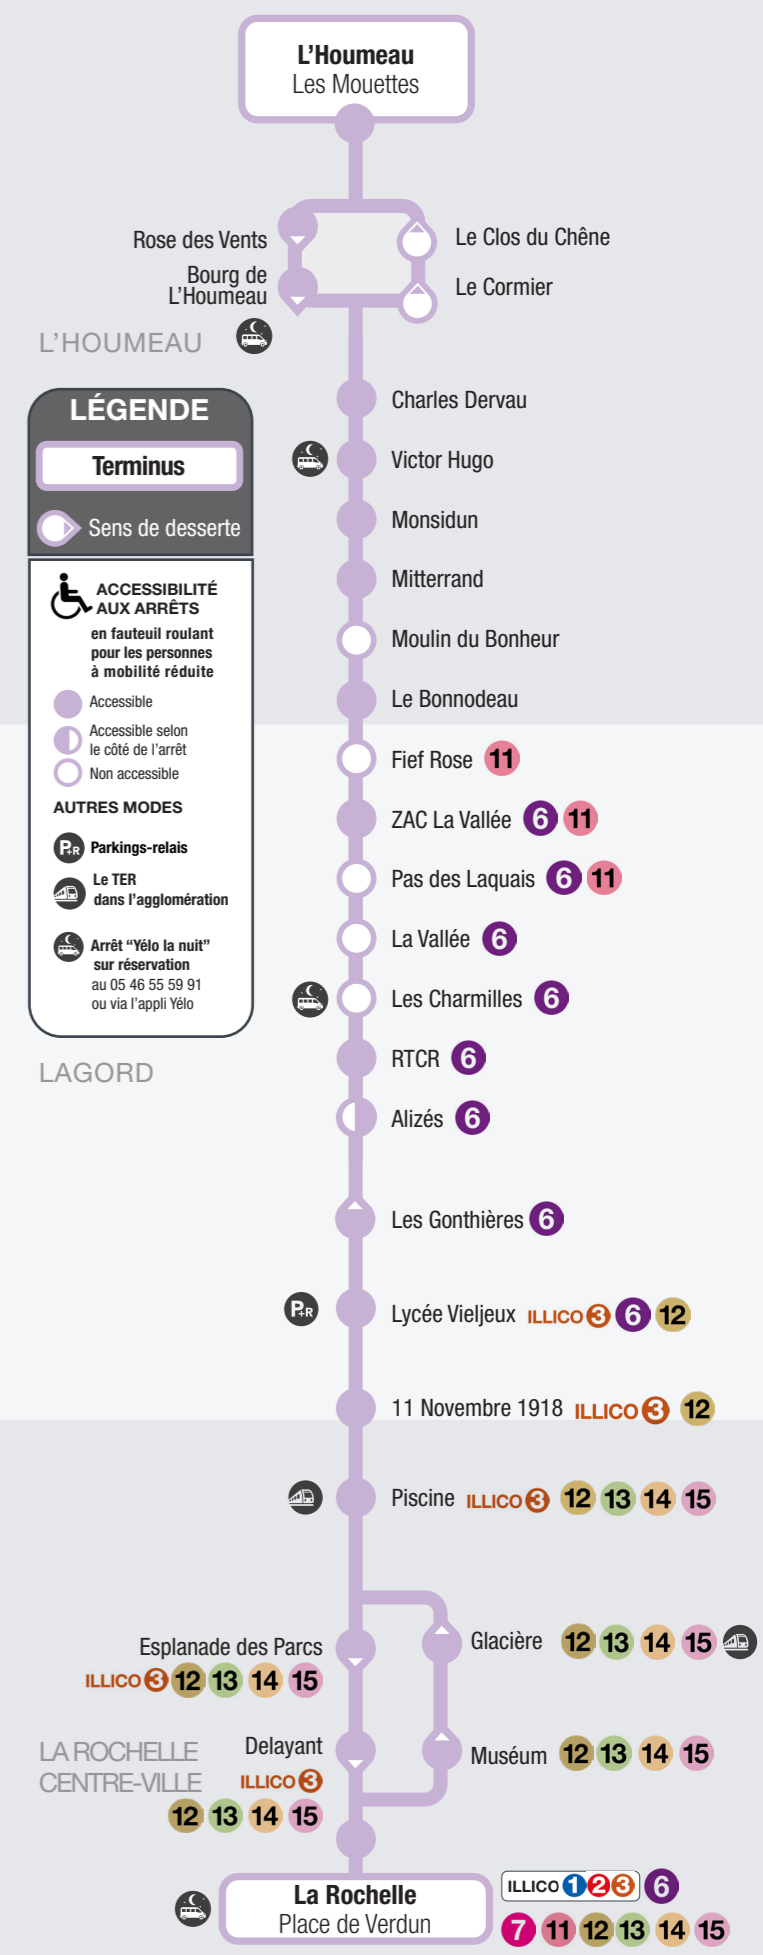 L'Houmeau
Les Mouettes
Rose des Vents
Le Clos du Chêne
Bourg de
L'Houmeau
Le Cormier
L'HOUMEAU
Charles Dervau
Victor Hugo
Monsidun
Mitterrand
Moulin du Bonheur
Le Bonnodeau
LÉGENDE
Terminus
Sens de desserte
ACCESSIBILITÉ
AUX ARRÊTS
en fauteuil roulant
pour les personnes
à mobilité réduite
Accessible
Accessible selon
le côté de l'arrêt
Non accessible
AUTRES MODES
P+R Parkings-relais
Le TER
dans l'agglomération
Arrêt "Yélo la nuit"
sur réservation
au 05 46 55 59 91
ou via l'appli Yélo
Fief Rose 11
ZAC La Vallée 6 11
Pas des Laquais 6 11
La Vallée 6
Les Charmilles 6
RTCR 6
LAGORD
Alizés 6
Les Gonthières 6
P+R Lycée Vieljeux ILLICO 3 6 12
11 Novembre 1918 ILLICO 3 12
Piscine ILLICO 3 12 13 14 15
Esplanade des Parcs
ILLICO 3 12 13 14 15
Glacière 12 13 14 15
LA ROCHELLE
CENTRE-VILLE
Delayant
ILLICO 3
12 13 14 15
Muséum 12 13 14 15
La Rochelle
Place de Verdun
ILLICO 1 2 3 6
7 11 12 13 14 15